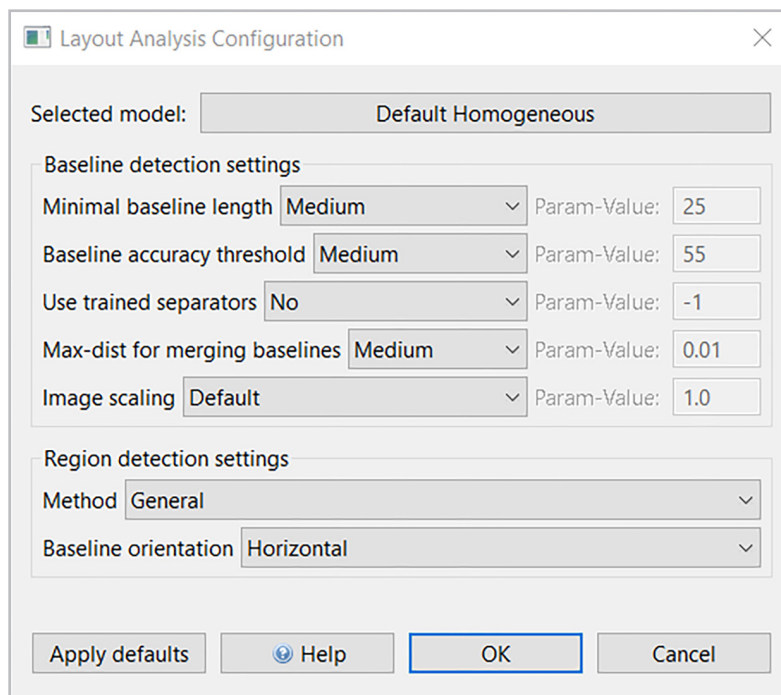 Layout Analysis Configuration
Selected model: Default Homogeneous
Baseline detection settings
Minimal baseline length Medium Param-Value: 25
Baseline accuracy threshold Medium Param-Value: 55
Use trained separators No Param-Value: -1
Max-dist for merging baselines Medium Param-Value: 0.01
Image scaling Default Param-Value: 1.0
Region detection settings
Method General
Baseline orientation Horizontal
Apply defaults Help OK Cancel